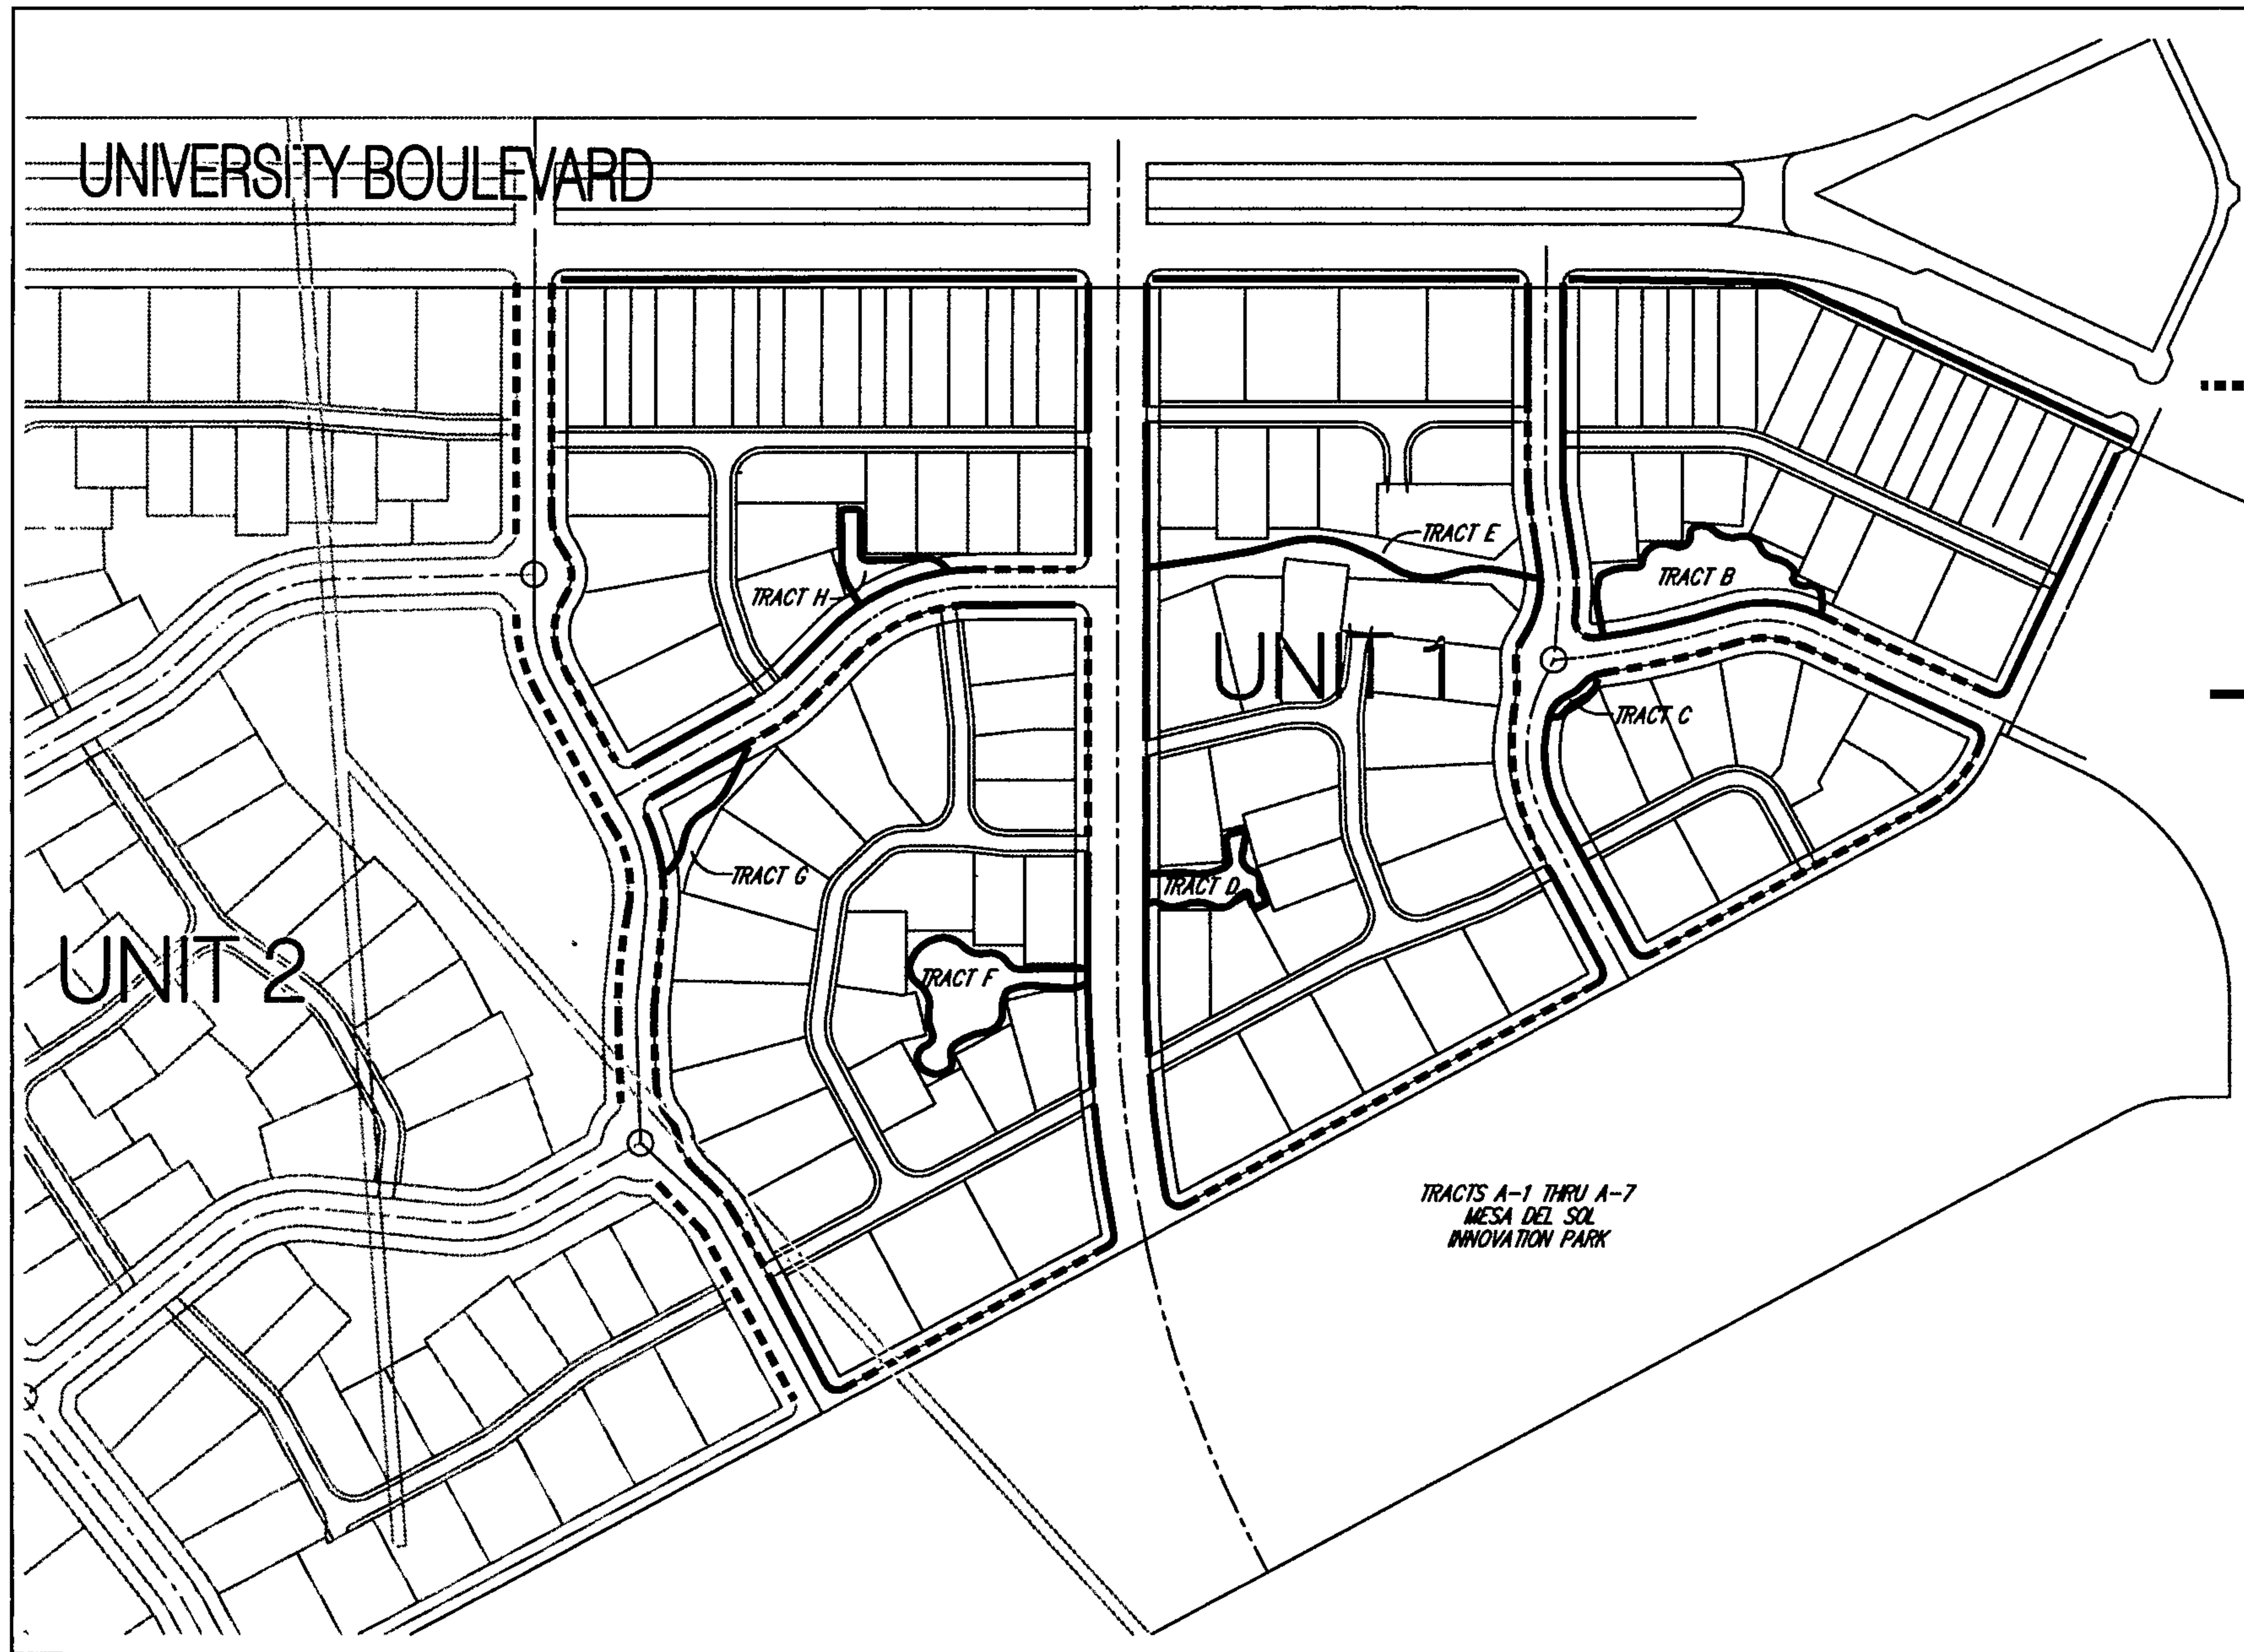 UNIVERSITY BOULEVARD
TRACT E
TRACT B
TRACT H
UNIT 1
TRACT C
TRACT G
TRACT D
UNIT 2
TRACT F
TRACTS A-1 THRU A-7
MESA DEL SOL
INNOVATION PARK